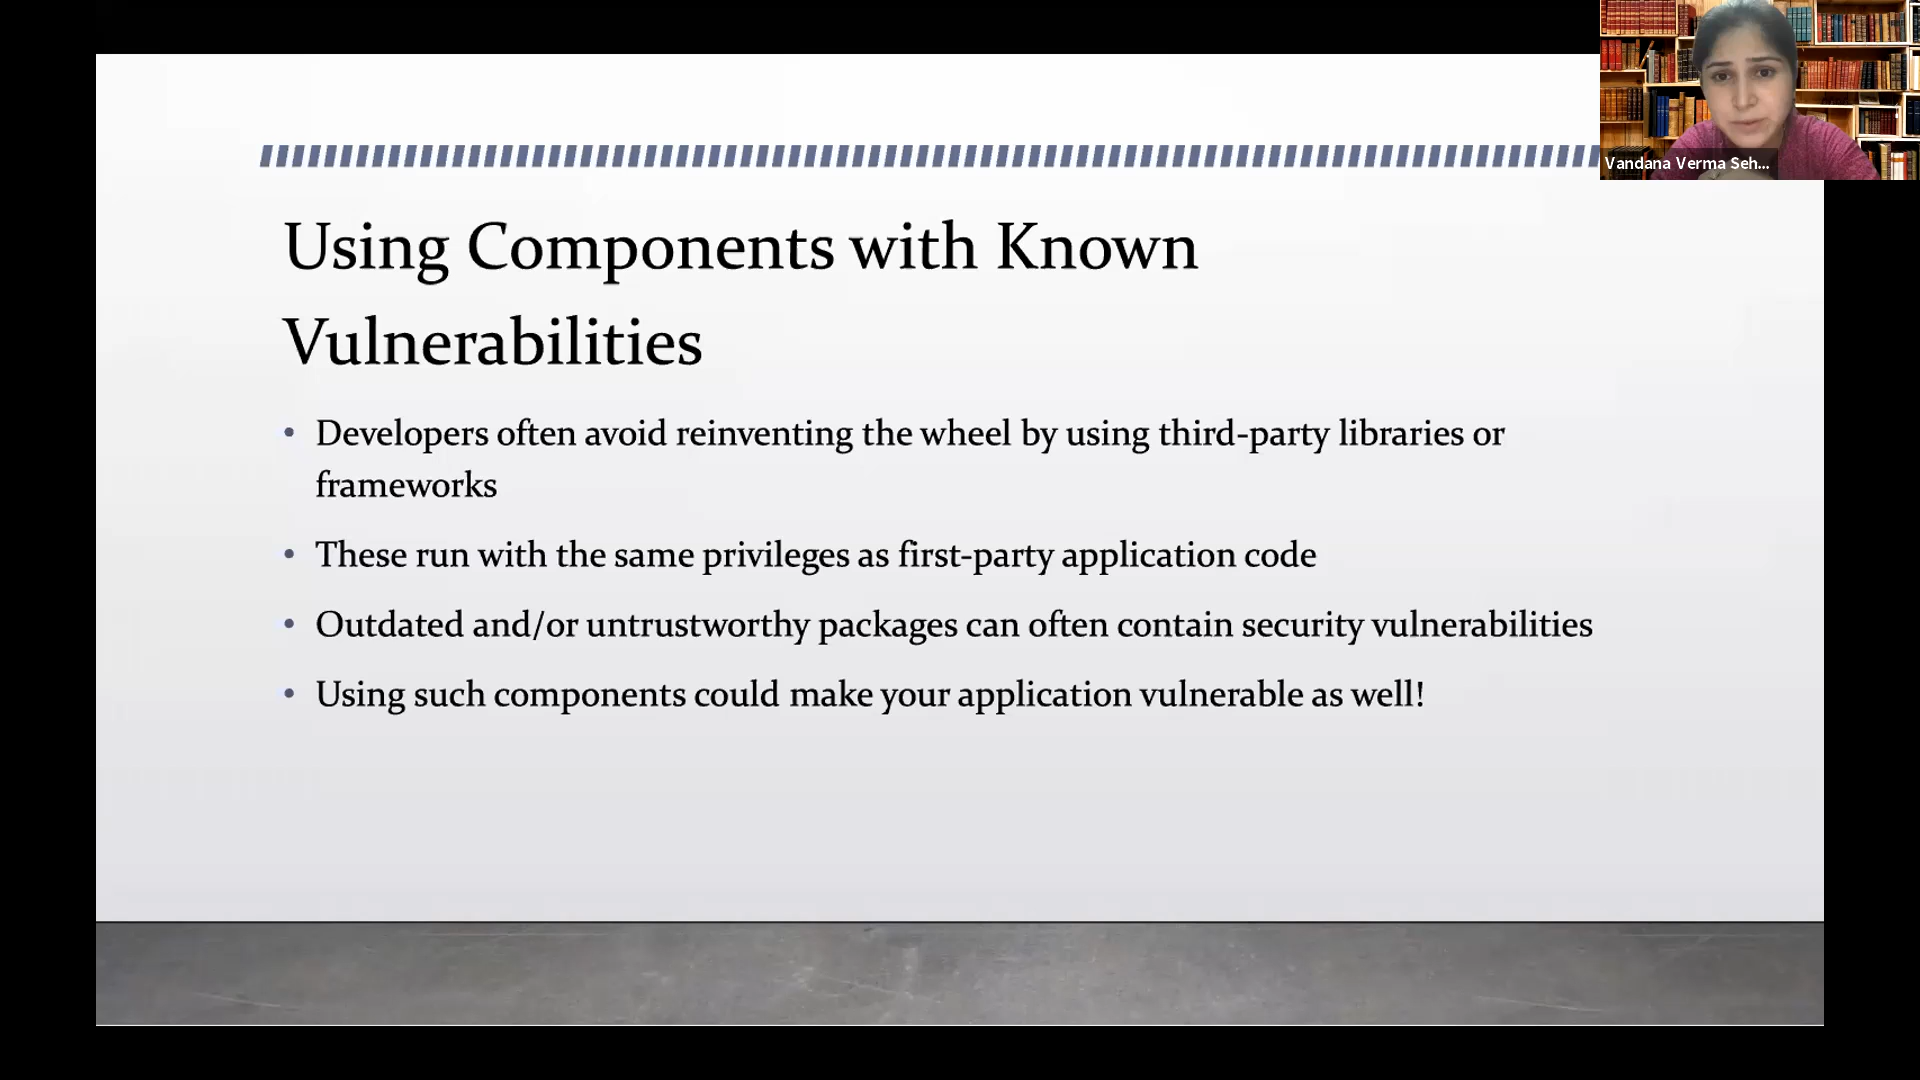 Vandana Verma Seh...
Using Components with Known
Vulnerabilities
• Developers often avoid reinventing the wheel by using third-party libraries or
frameworks
• These run with the same privileges as first-party application code
• Outdated and/or untrustworthy packages can often contain security vulnerabilities
• Using such components could make your application vulnerable as well!